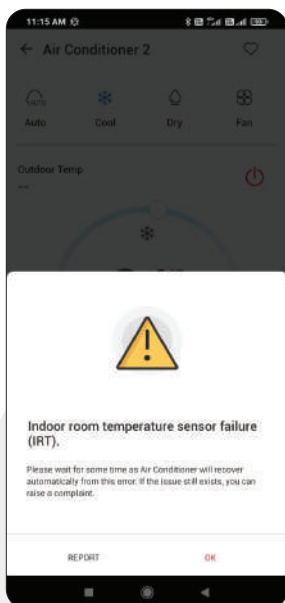 11:15 AM
Air Conditioner 2
AUTO
Auto Cool Dry Fan
Outdoor Temp
--
Indoor room temperature sensor failure
(IRT).
Please wait for some time as Air Conditioner will recover
automatically from this error. If the issue still exists, you can
raise a complaint.
REPORT OK